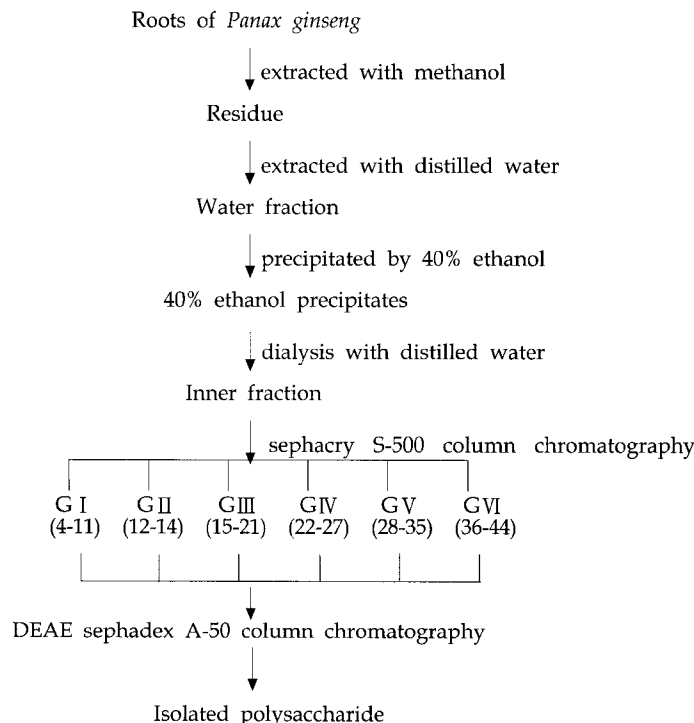 Roots of Panax ginseng
extracted with methanol
Residue
extracted with distilled water
Water fraction
precipitated by 40% ethanol
40% ethanol precipitates
dialysis with distilled water
Inner fraction
sephacry S-500 column chromatography
G I G II G III G IV G V G VI
(4-11) (12-14) (15-21) (22-27) (28-35) (36-44)
DEAE sephadex A-50 column chromatography
Isolated polysaccharide